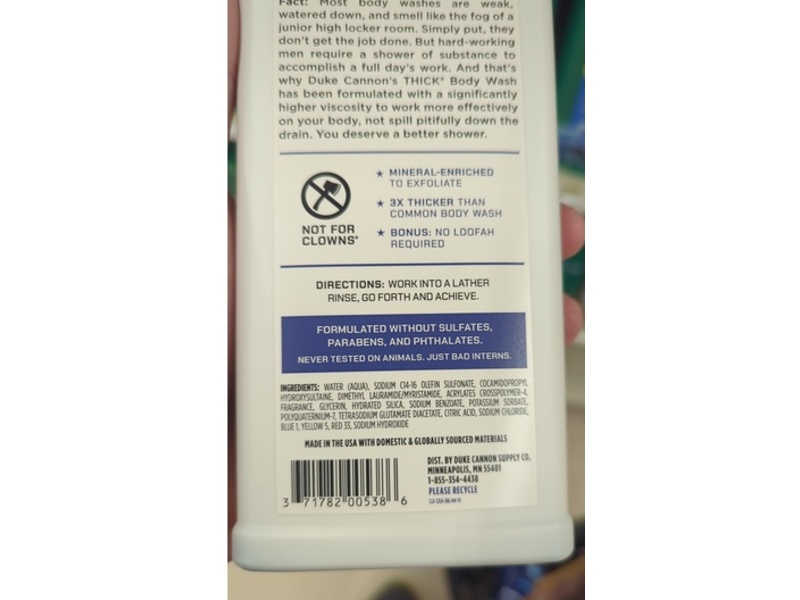 Fact: Most body washes are weak,
watered down, and smell like the fog of a
junior high locker room. Simply put, they
don't get the job done. But hard-working
men require a shower of substance to
accomplish a full day's work. And that's
why Duke Cannon's THICK® Body Wash
has been formulated with a significantly
higher viscosity to work more effectively
on your body, not spill pitifully down the
drain. You deserve a better shower.
NOT FOR
CLOWNS®
★ MINERAL-ENRICHED
TO EXFOLIATE
★ 3X THICKER THAN
COMMON BODY WASH
★ BONUS: NO LOOFAH
REQUIRED
DIRECTIONS: WORK INTO A LATHER
RINSE, GO FORTH AND ACHIEVE.
FORMULATED WITHOUT SULFATES,
PARABENS, AND PHTHALATES.
NEVER TESTED ON ANIMALS. JUST BAD INTERNS.
INGREDIENTS: WATER (AQUA), SODIUM C14-16 OLEFIN SULFONATE, COCAMIDOPROPYL
HYDROXYSULTAINE, DIMETHYL LAURAMIDE/MYRISTAMIDE, ACRYLATES CROSSPOLYMER-4,
FRAGRANCE, GLYCERIN, HYDRATED SILICA, SODIUM BENZOATE, POTASSIUM SORBATE,
POLYQUATERNIUM-7, TETRASODIUM GLUTAMATE DIACETATE, CITRIC ACID, SODIUM CHLORIDE,
BLUE 1, YELLOW 5, RED 33, SODIUM HYDROXIDE
MADE IN THE USA WITH DOMESTIC & GLOBALLY SOURCED MATERIALS
3 71782 00538 6
DIST. BY DUKE CANNON SUPPLY CO.
MINNEAPOLIS, MN 55401
1-855-354-4438
PLEASE RECYCLE